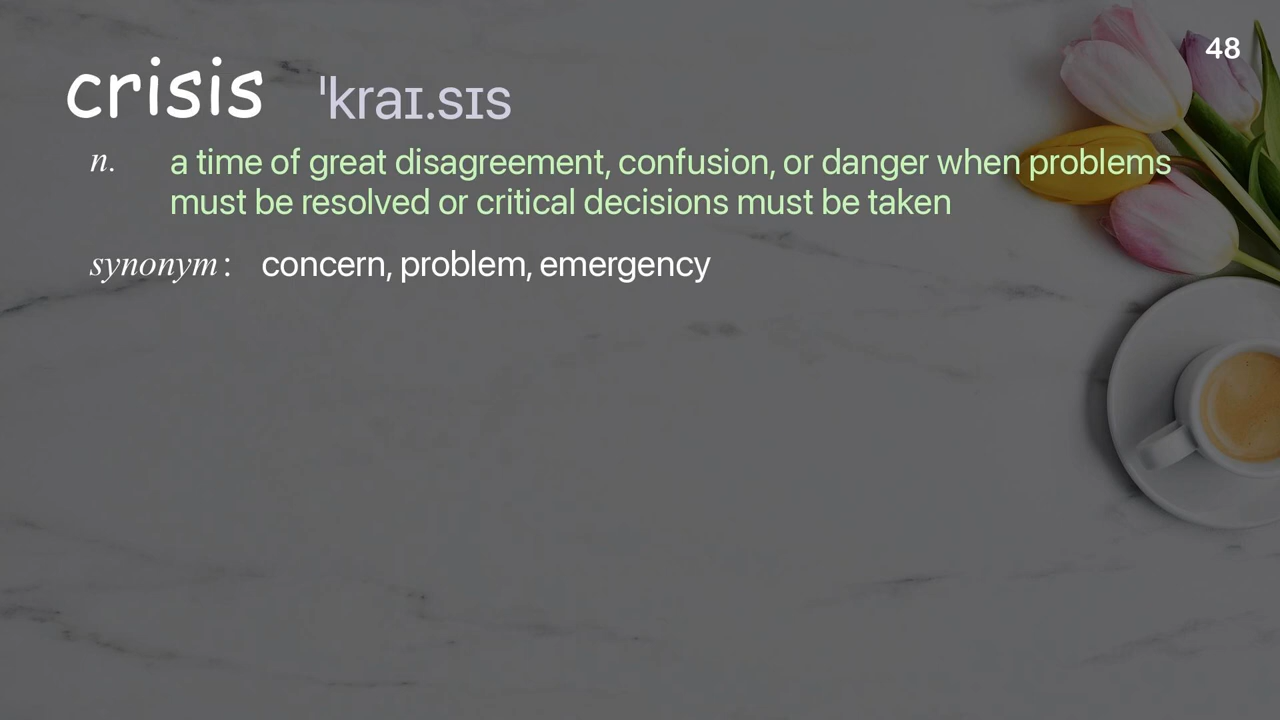 48
crisis ˈkraɪ.sɪs
n. a time of great disagreement, confusion, or danger when problems
must be resolved or critical decisions must be taken
synonym : concern, problem, emergency